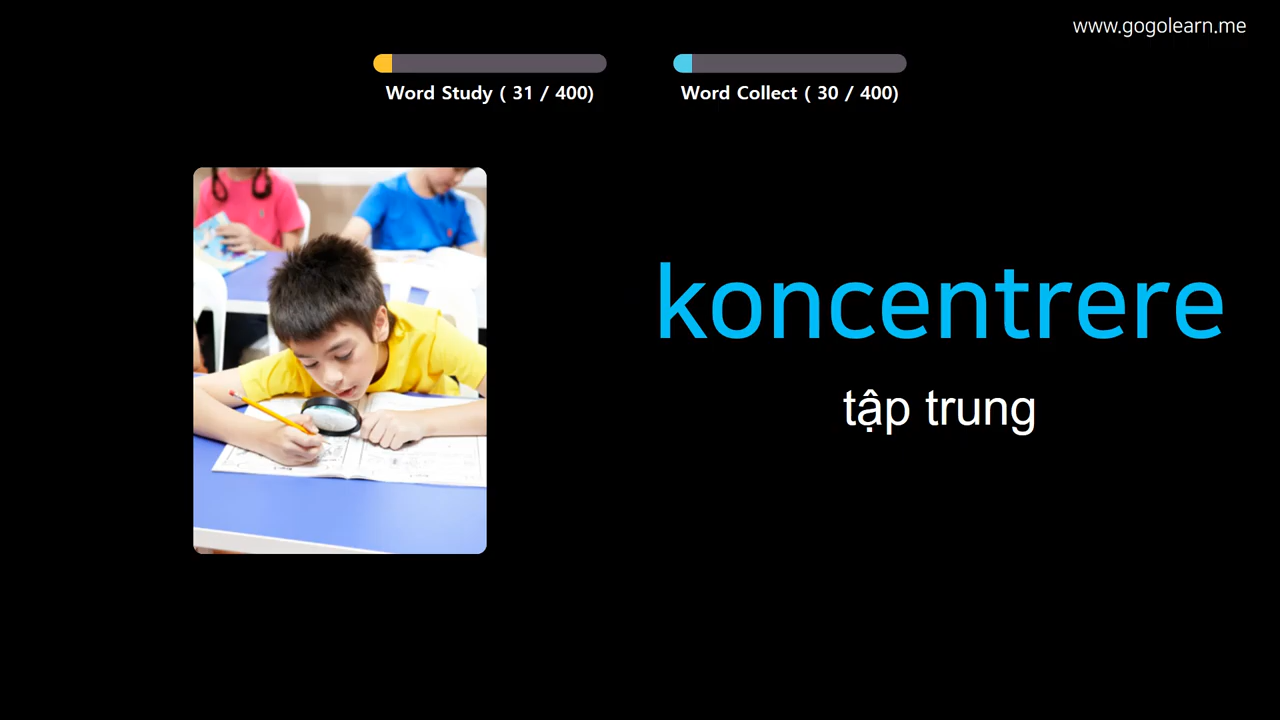 www.gogolearn.me
Word Study ( 31 / 400)
Word Collect ( 30 / 400)
koncentrere
tập trung